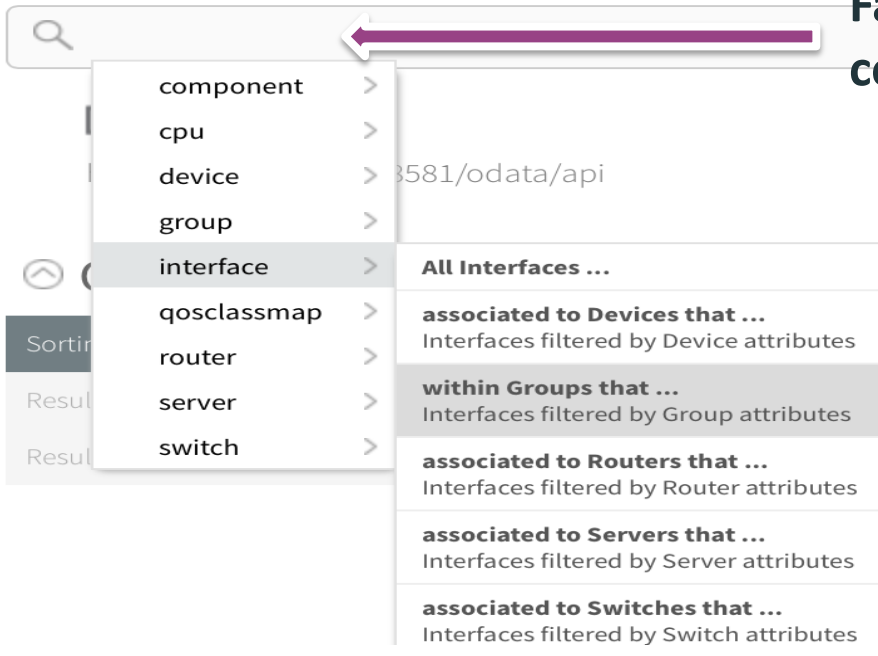 component
cpu
device
8581/odata/api
group
interface
All Interfaces ...
qosclassmap
associated to Devices that ...
Interfaces filtered by Device attributes
router
server
within Groups that ...
Interfaces filtered by Group attributes
switch
associated to Routers that ...
Interfaces filtered by Router attributes
associated to Servers that ...
Interfaces filtered by Server attributes
associated to Switches that ...
Interfaces filtered by Switch attributes